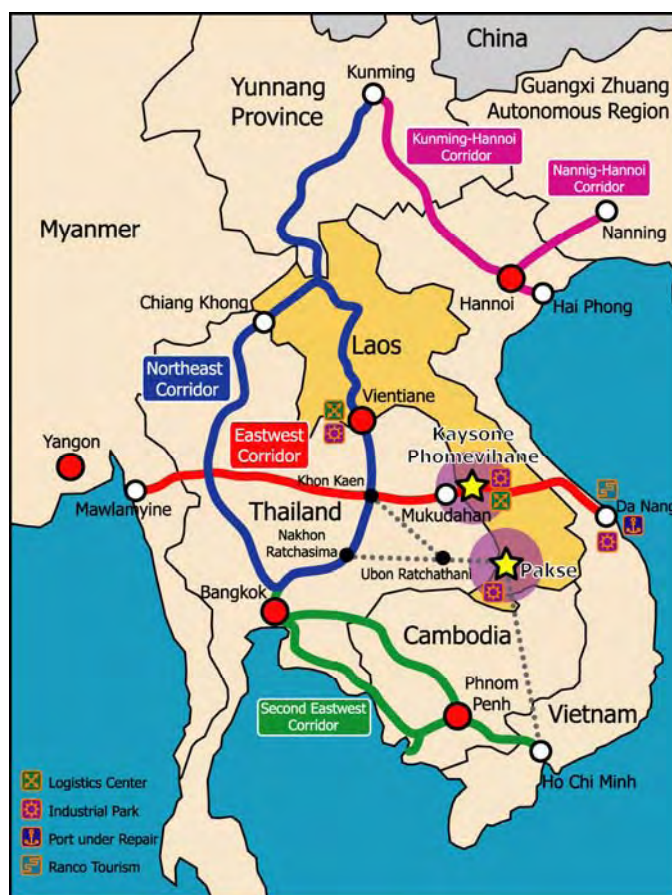 China
Kunming
Yunnang
Province
Guangxi Zhuang
Autonomous Region
Kunming-Hannoi
Corridor
Nannig-Hannoi
Corridor
Nanning
Myanmer
Hannoi
Hai Phong
Chiang Khong
Laos
Northeast
Corridor
Vientiane
Eastwest
Corridor
Kaysone
Phomevihane
Yangon
Khon Kaen
Mawlamyine
Mukudahan
Da Nang
Thailand
Nakhon
Ratchasima
Ubon Ratchathani
Pakse
Bangkok
Cambodia
Phnom
Penh
Second Eastwest
Corridor
Vietnam
Ho Chi Minh
Logistics Center
Industrial Park
Port under Repair
Ranco Tourism